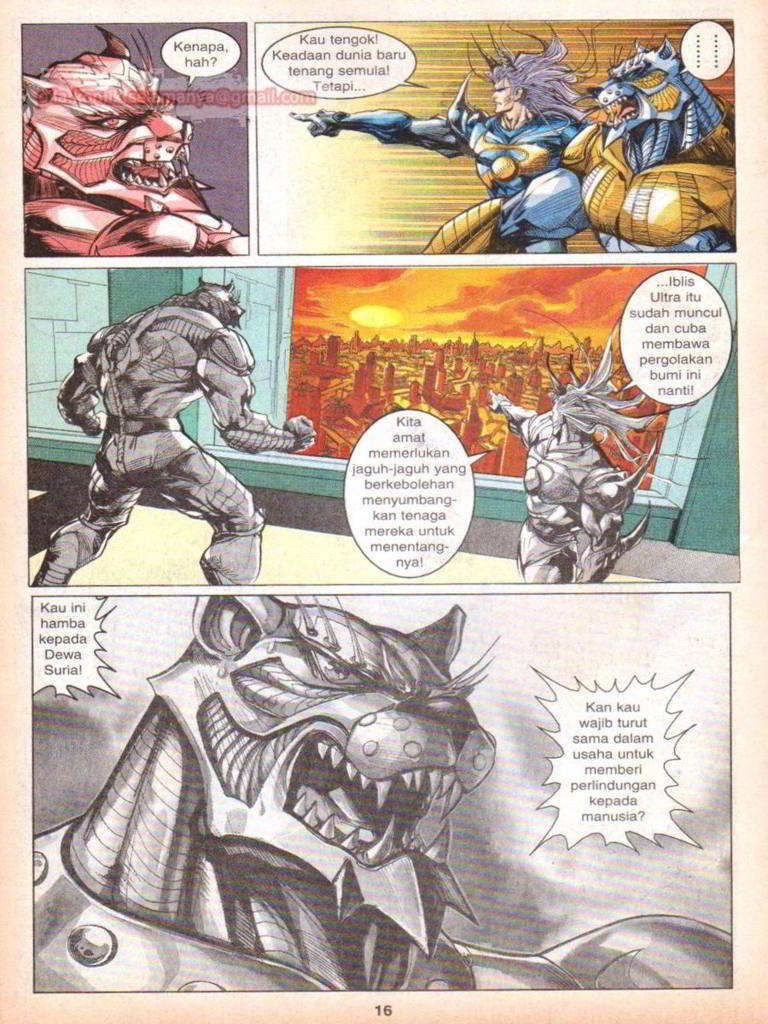 Kenapa,
hah?
Kau tengok!
Keadaan dunia baru
tenang semula!
Tetapi...
...Iblis
Ultra itu
sudah muncul
dan cuba
membawa
pergolakan
bumi ini
nanti!
Kita
amat
memerlukan
jaguh-jaguh yang
berkebolehan
menyumbang-
kan tenaga
mereka untuk
menentang-
nya!
Kau ini
hamba
kepada
Dewa
Suria!
Kan kau
wajib turut
sama dalam
usaha untuk
memberi
perlindungan
kepada
manusia?
16